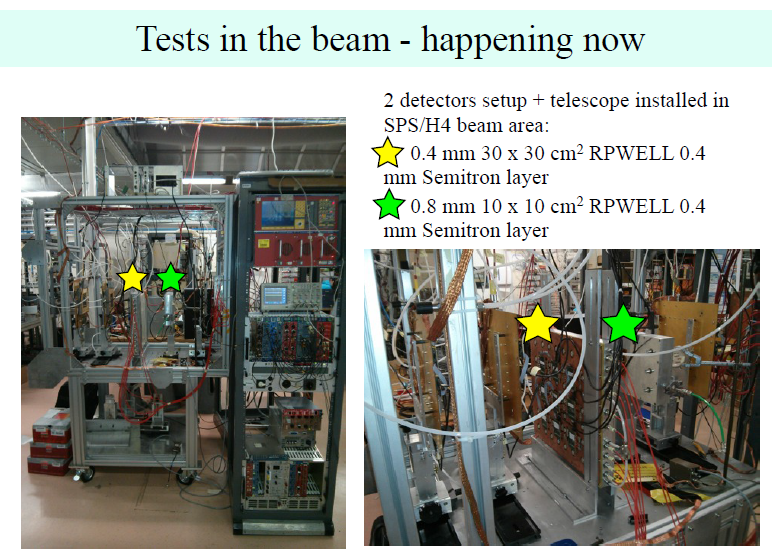 Tests in the beam - happening now
2 detectors setup + telescope installed in
SPS/H4 beam area:
0.4 mm 30 x 30 cm² RPWELL 0.4
mm Semitron layer
0.8 mm 10 x 10 cm² RPWELL 0.4
mm Semitron layer